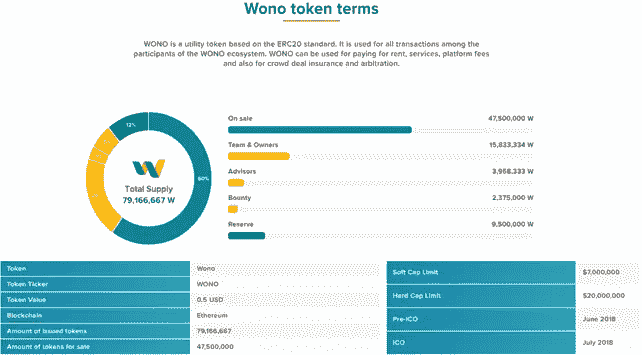 Wono token terms
WONO is a utility token based on the ERC20 standard. It is used for all transactions among the
participants of the WONO ecosystem. WONO can be used for paying for rent, services, platform fees
and also for crowd deal insurance and arbitration.
12%
60%
Total Supply
79,166,667 W
On sale 47,500,000 W
Team & Owners 15,833,334 W
Advisors 3,958,333 W
Bounty 2,375,000 W
Reserve 9,500,000 W
Token Wono
Token Ticker WONO
Token Value 0.5 USD
Blockchain Ethereum
Amount of issued tokens 79,166,667
Amount of tokens for sale 47,500,000
Soft Cap Limit $7,000,000
Hard Cap Limit $20,000,000
Pre-ICO June 2018
ICO July 2018